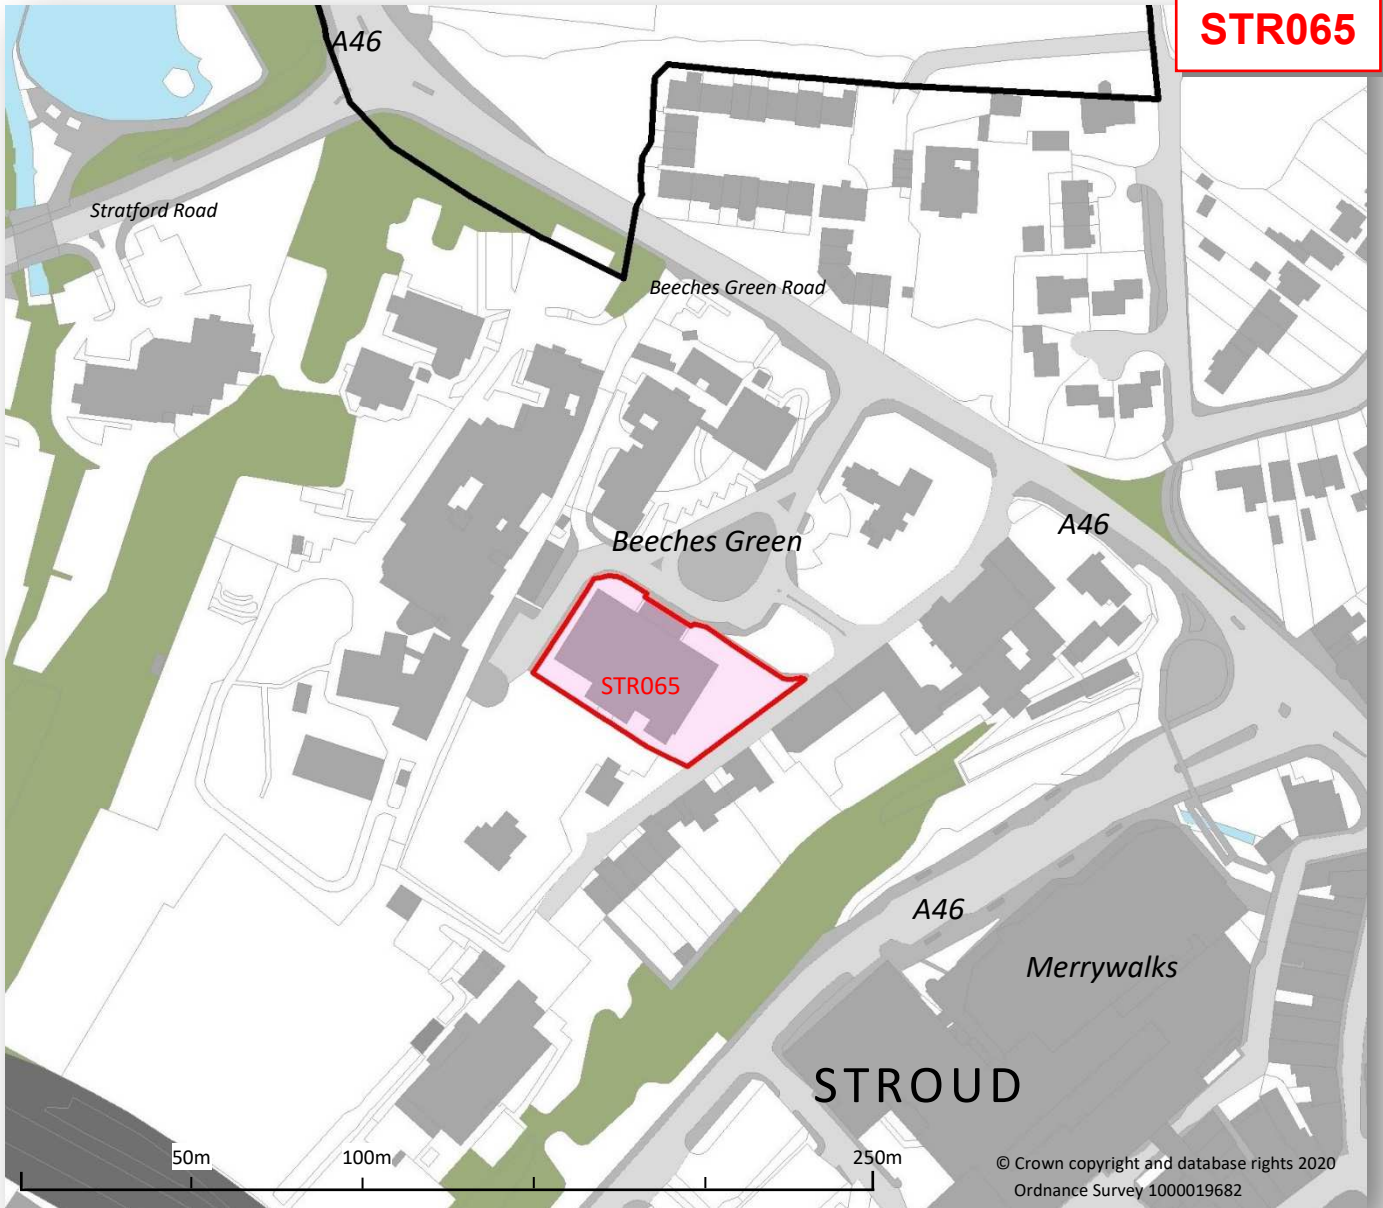 STR065
A46
Stratford Road
Beeches Green Road
A46
Beeches Green
STR065
A46
Merrywalks
STROUD
50m 100m 250m
© Crown copyright and database rights 2020
Ordnance Survey 1000019682